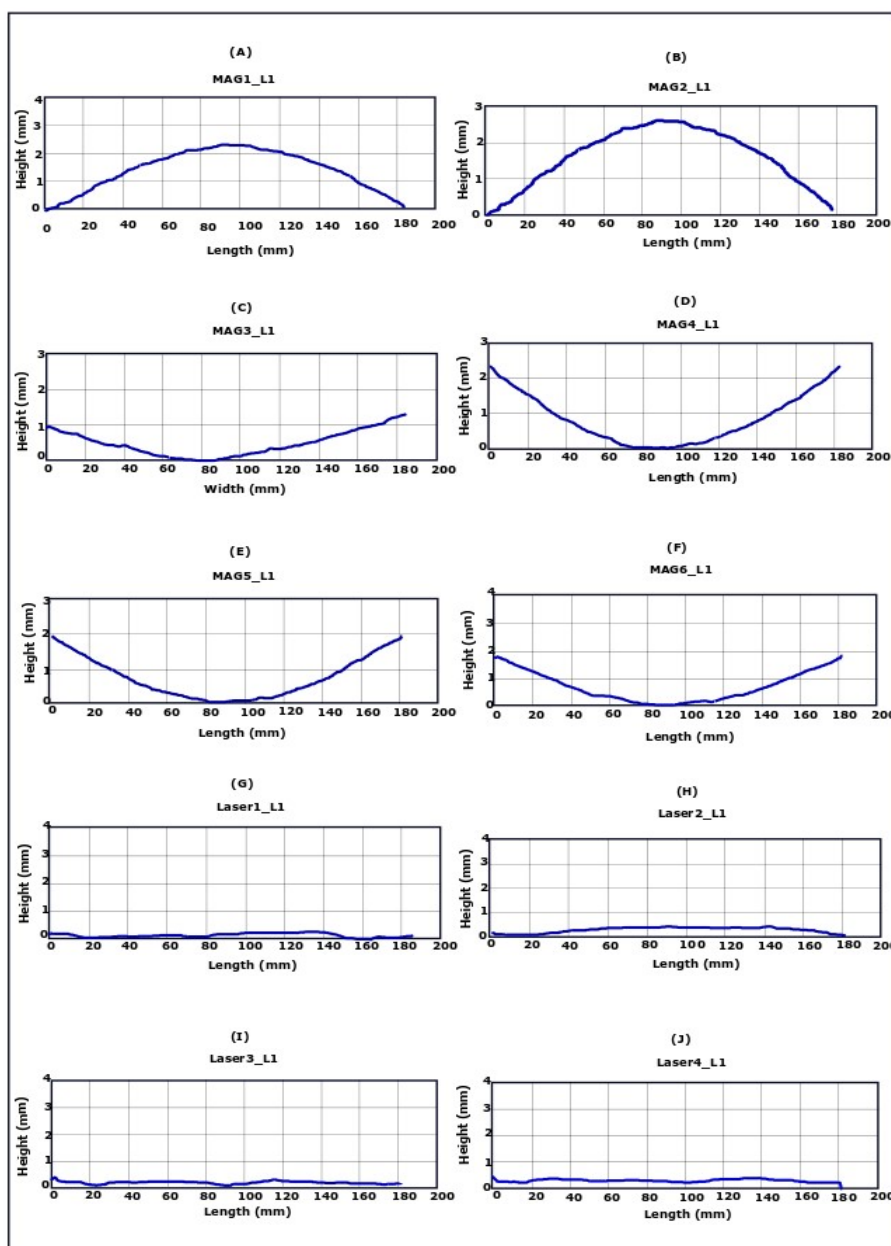 (A)
MAG1_L1
Height (mm)
4
3
2
1
0
0 20 40 60 80 100 120 140 160 180 200
Length (mm)
(B)
MAG2_L1
Height (mm)
3
2
1
0
0 20 40 60 80 100 120 140 160 180 200
Length (mm)
(C)
MAG3_L1
Height (mm)
3
2
1
0
0 20 40 60 80 100 120 140 160 180 200
Width (mm)
(D)
MAG4_L1
Height (mm)
3
2
1
0
0 20 40 60 80 100 120 140 160 180 200
Length (mm)
(E)
MAG5_L1
Height (mm)
3
2
1
0
0 20 40 60 80 100 120 140 160 180 200
Length (mm)
(F)
MAG6_L1
Height (mm)
4
3
2
1
0
0 20 40 60 80 100 120 140 160 180 200
Length (mm)
(G)
Laser1_L1
Height (mm)
4
3
2
1
0
0 20 40 60 80 100 120 140 160 180 200
Length (mm)
(H)
Laser2_L1
Height (mm)
4
3
2
1
0
0 20 40 60 80 100 120 140 160 180 200
Length (mm)
(I)
Laser3_L1
Height (mm)
4
3
2
1
0
0 20 40 60 80 100 120 140 160 180 200
Length (mm)
(J)
Laser4_L1
Height (mm)
4
3
2
1
0
0 20 40 60 80 100 120 140 160 180 200
Length (mm)